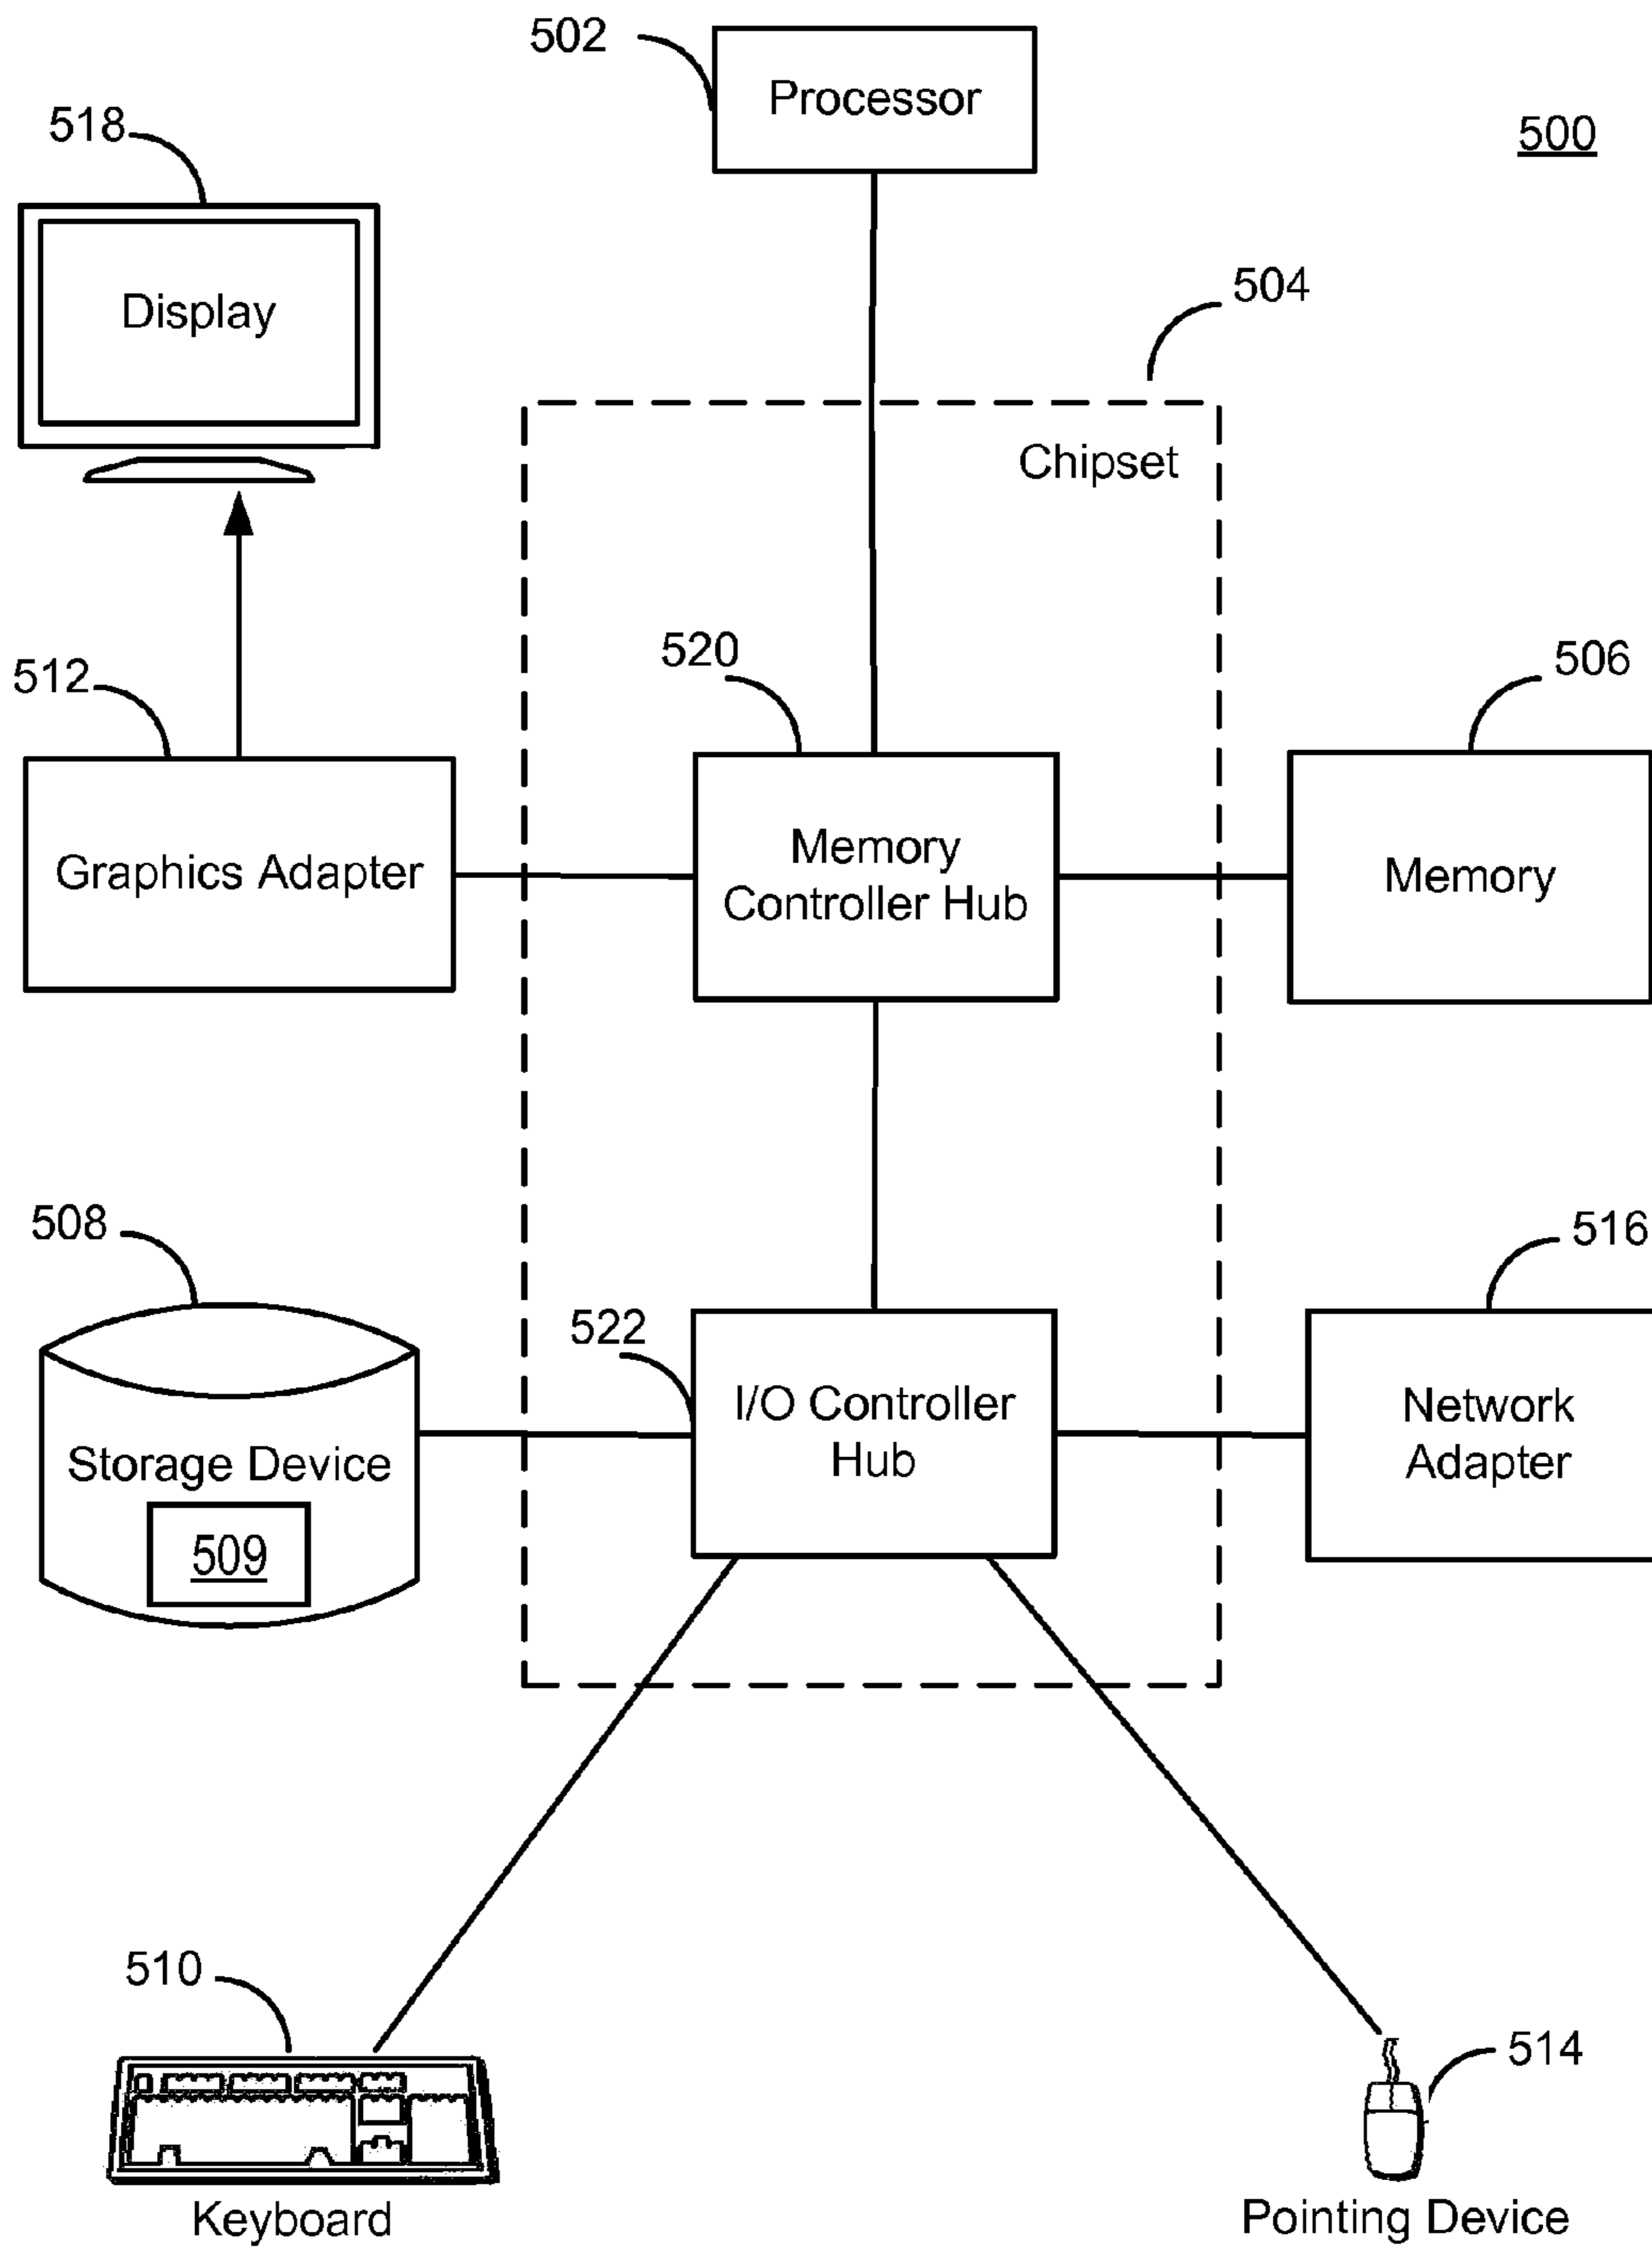 502
Processor
518
500
Display
504
Chipset
520
506
512
Memory
Controller Hub
Graphics Adapter
Memory
508
516
522
I/O Controller
Hub
Network
Adapter
Storage Device
509
510
514
Keyboard
Pointing Device